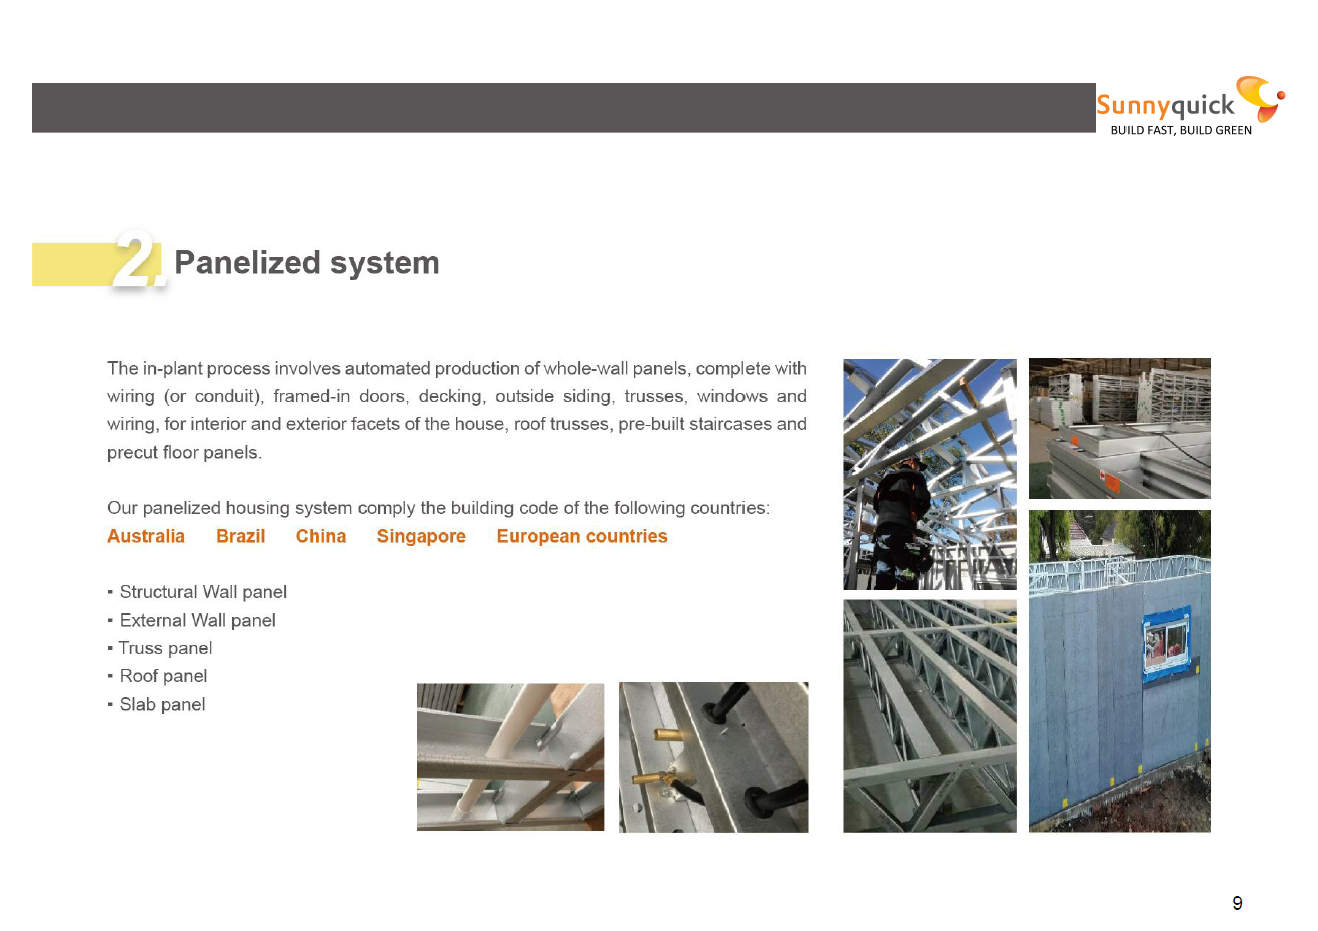 Sunnyquick
BUILD FAST, BUILD GREEN
2. Panelized system
The in-plant process involves automated production of whole-wall panels, complete with
wiring (or conduit), framed-in doors, decking, outside siding, trusses, windows and
wiring, for interior and exterior facets of the house, roof trusses, pre-built staircases and
precut floor panels.
Our panelized housing system comply the building code of the following countries:
Australia Brazil China Singapore European countries
▪ Structural Wall panel
▪ External Wall panel
▪ Truss panel
▪ Roof panel
▪ Slab panel
9